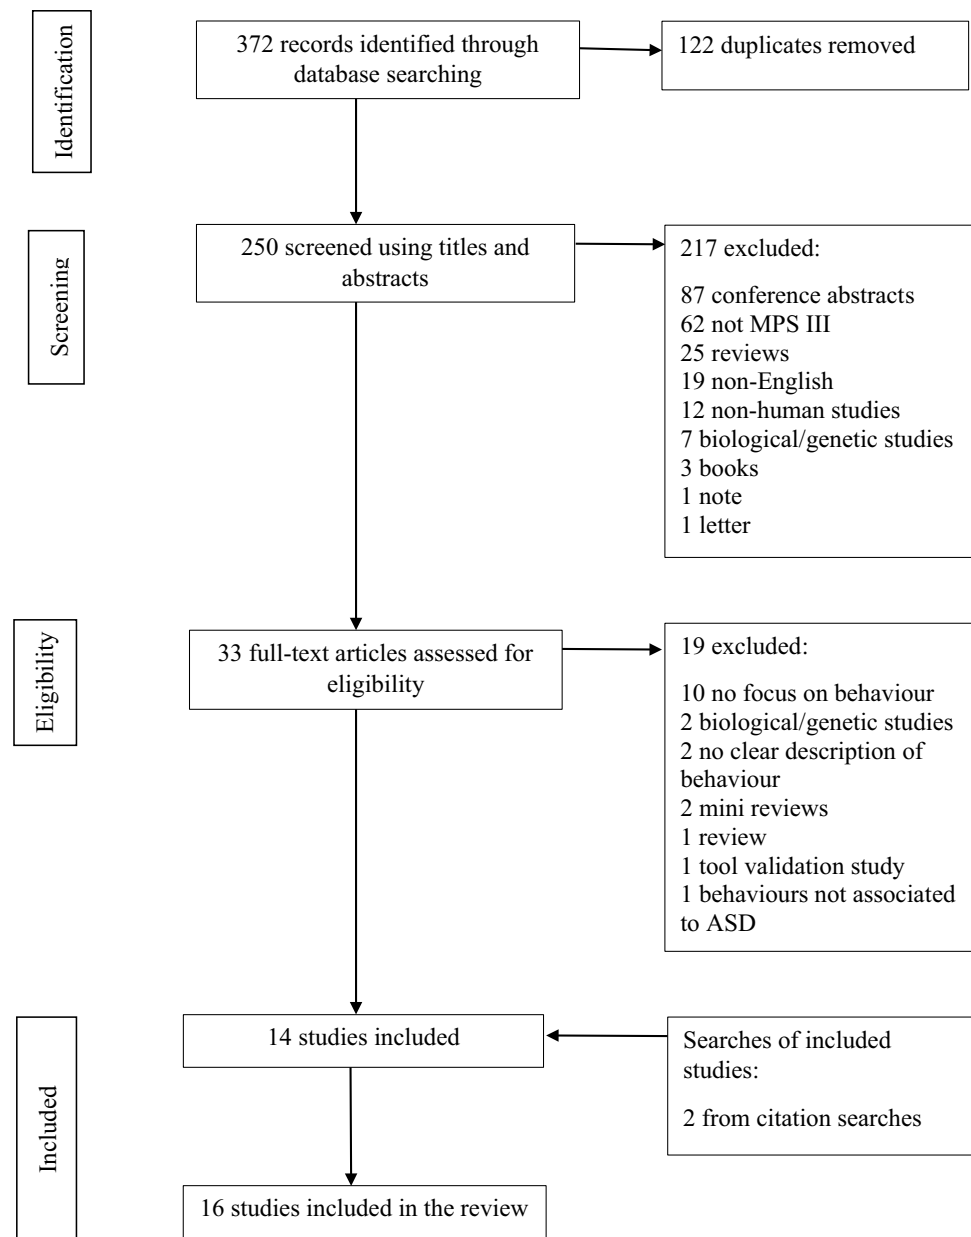 Identification
372 records identified through
database searching
122 duplicates removed
Screening
250 screened using titles and
abstracts
217 excluded:
87 conference abstracts
62 not MPS III
25 reviews
19 non-English
12 non-human studies
7 biological/genetic studies
3 books
1 note
1 letter
Eligibility
33 full-text articles assessed for
eligibility
19 excluded:
10 no focus on behaviour
2 biological/genetic studies
2 no clear description of
behaviour
2 mini reviews
1 review
1 tool validation study
1 behaviours not associated
to ASD
Included
14 studies included
Searches of included
studies:
2 from citation searches
16 studies included in the review